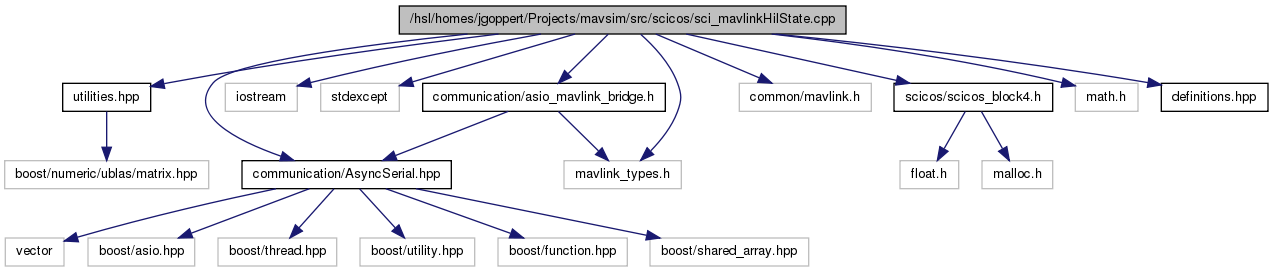 /hsl/homes/jgoppert/Projects/mavsim/src/scicos/sci_mavlinkHilState.cpp
utilities.hpp
iostream
stdexcept
communication/asio_mavlink_bridge.h
common/mavlink.h
scicos/scicos_block4.h
math.h
definitions.hpp
boost/numeric/ublas/matrix.hpp
communication/AsyncSerial.hpp
mavlink_types.h
float.h
malloc.h
vector
boost/asio.hpp
boost/thread.hpp
boost/utility.hpp
boost/function.hpp
boost/shared_array.hpp